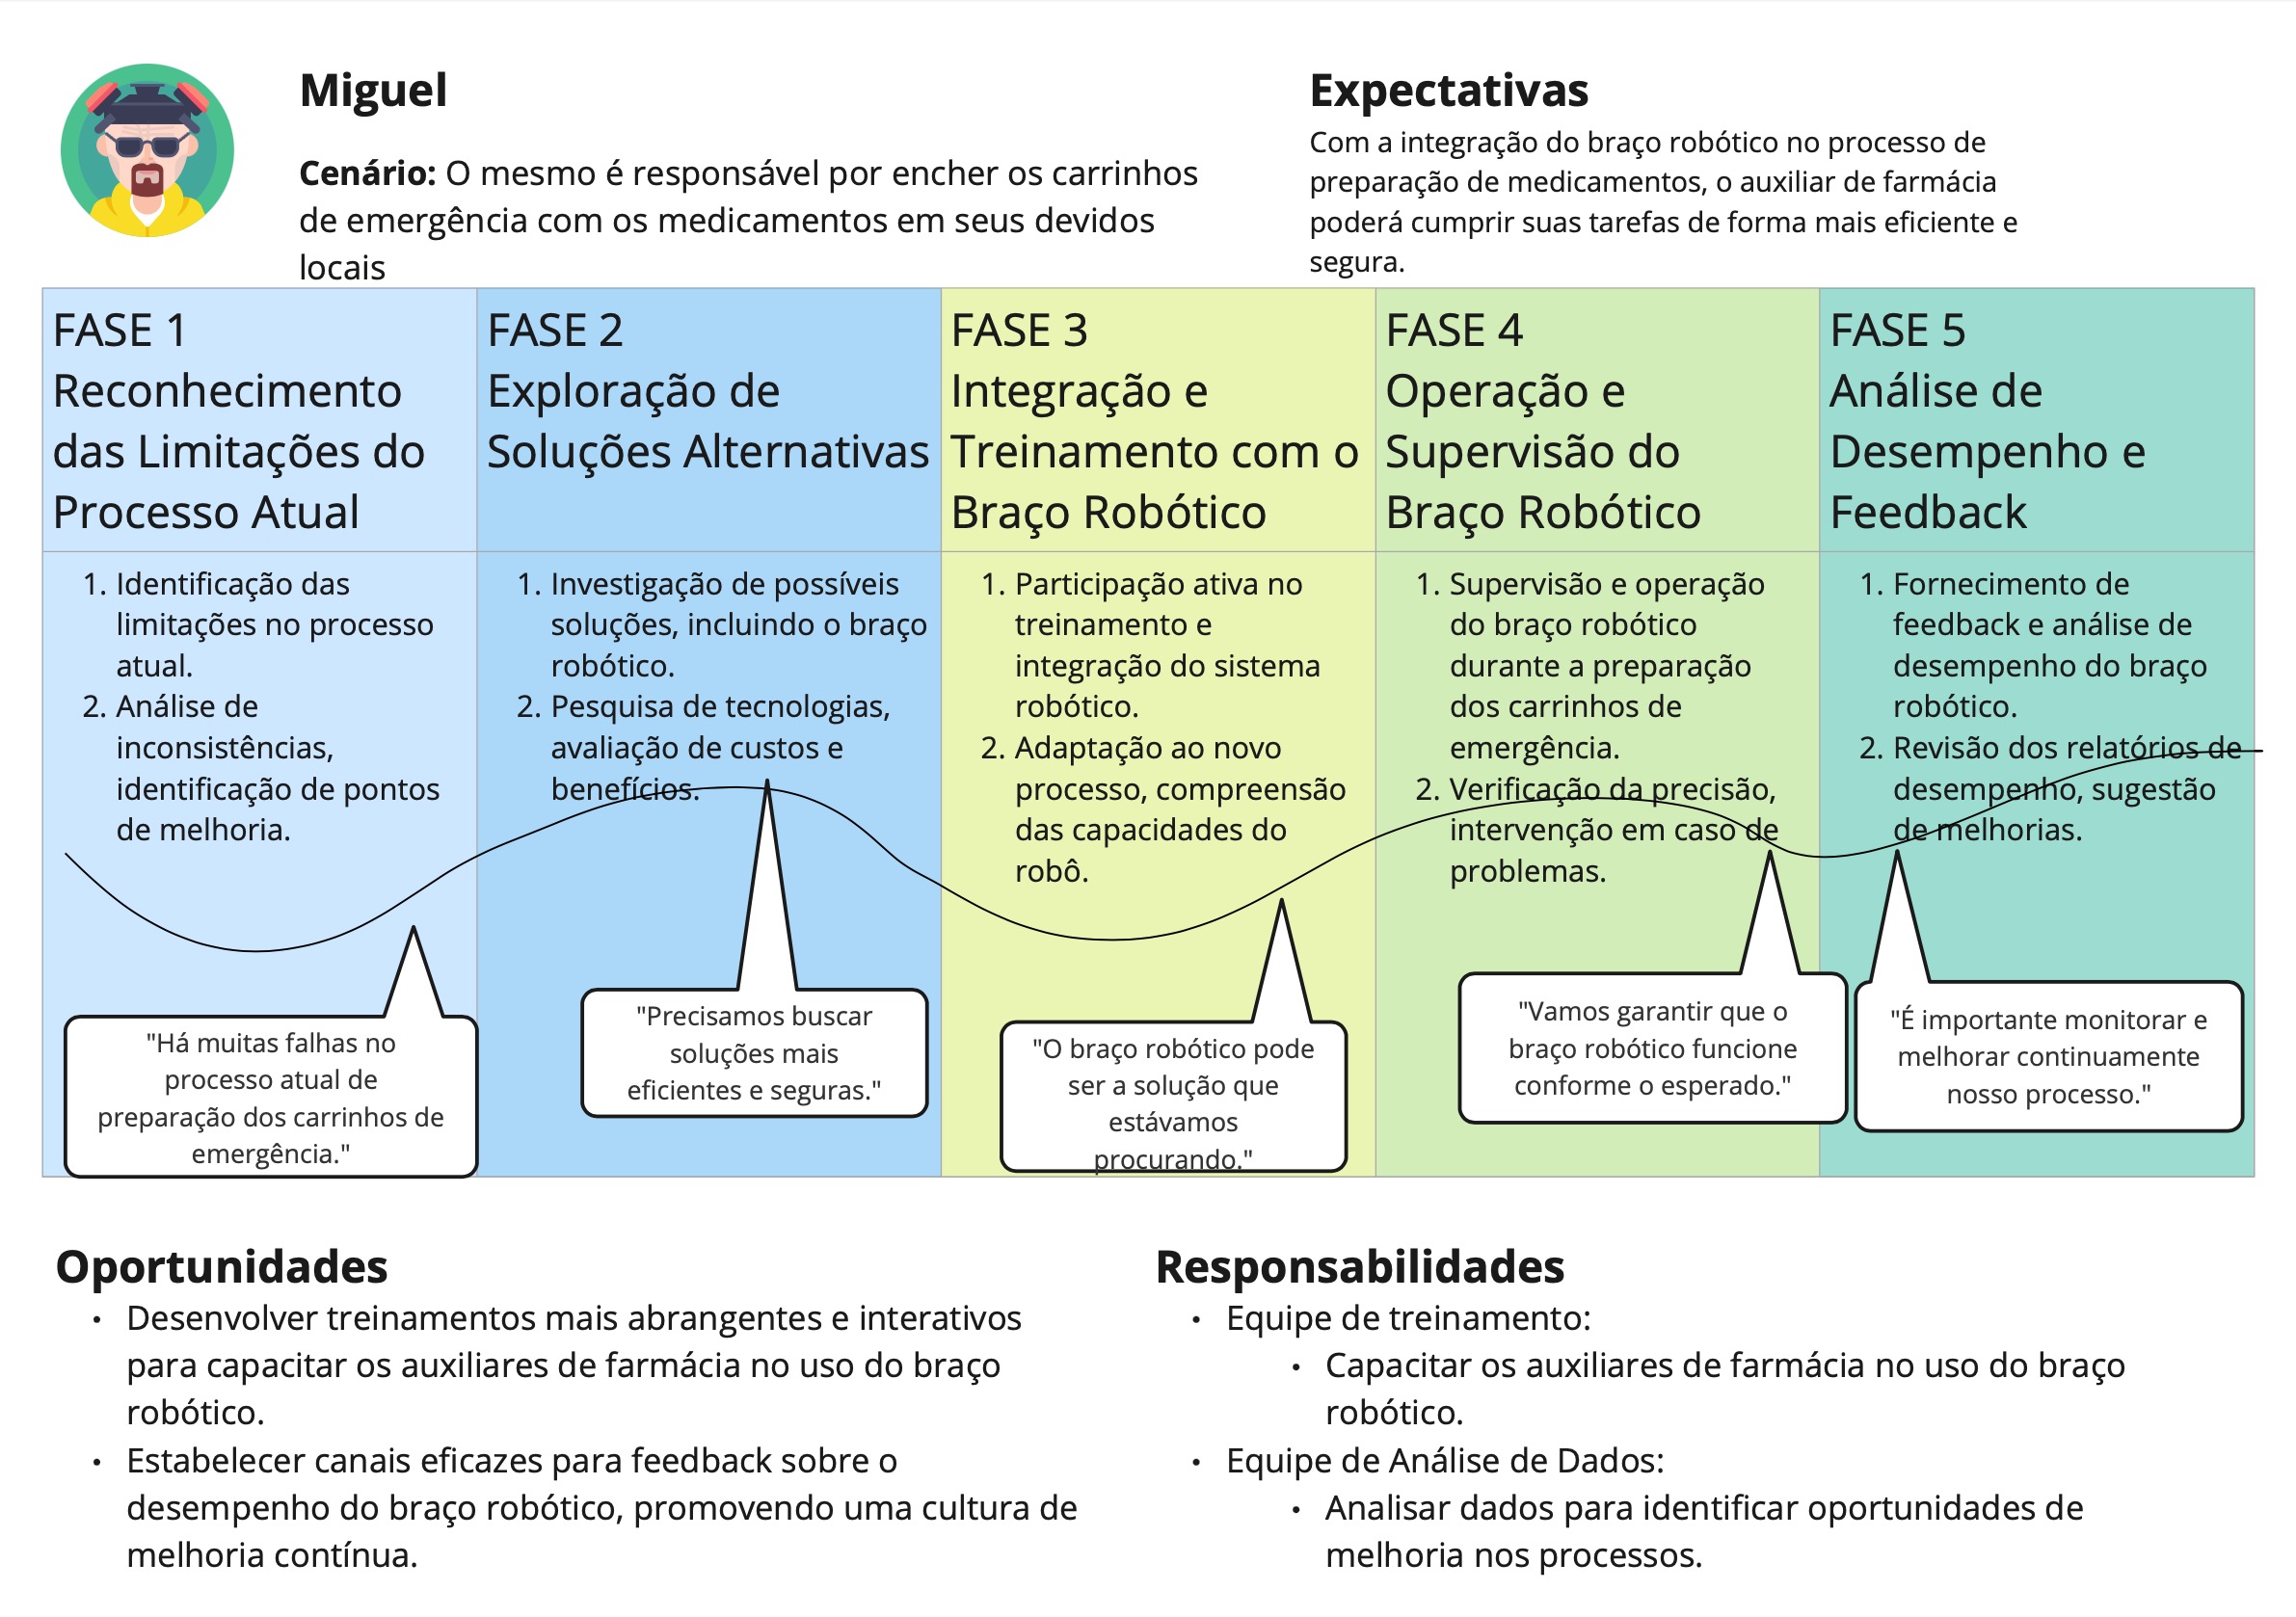 Miguel
Cenário: O mesmo é responsável por encher os carrinhos
de emergência com os medicamentos em seus devidos
locais
Expectativas
Com a integração do braço robótico no processo de
preparação de medicamentos, o auxiliar de farmácia
poderá cumprir suas tarefas de forma mais eficiente e
segura.
FASE 1
Reconhecimento
das Limitações do
Processo Atual
FASE 2
Exploração de
Soluções Alternativas
FASE 3
Integração e
Treinamento com o
Braço Robótico
FASE 4
Operação e
Supervisão do
Braço Robótico
FASE 5
Análise de
Desempenho e
Feedback
1. Identificação das
limitações no processo
atual.
2. Análise de
inconsistências,
identificação de pontos
de melhoria.
1. Investigação de possíveis
soluções, incluindo o braço
robótico.
2. Pesquisa de tecnologias,
avaliação de custos e
benefícios.
1. Participação ativa no
treinamento e
integração do sistema
robótico.
2. Adaptação ao novo
processo, compreensão
das capacidades do
robô.
1. Supervisão e operação
do braço robótico
durante a preparação
dos carrinhos de
emergência.
2. Verificação da precisão,
intervenção em caso de
problemas.
1. Fornecimento de
feedback e análise de
desempenho do braço
robótico.
2. Revisão dos relatórios de
desempenho, sugestão
de melhorias.
"Há muitas falhas no
processo atual de
preparação dos carrinhos de
emergência."
"Precisamos buscar
soluções mais
eficientes e seguras."
"O braço robótico pode
ser a solução que
estávamos
procurando."
"Vamos garantir que o
braço robótico funcione
conforme o esperado."
"É importante monitorar e
melhorar continuamente
nosso processo."
Oportunidades
• Desenvolver treinamentos mais abrangentes e interativos
para capacitar os auxiliares de farmácia no uso do braço
robótico.
• Estabelecer canais eficazes para feedback sobre o
desempenho do braço robótico, promovendo uma cultura de
melhoria contínua.
Responsabilidades
• Equipe de treinamento:
• Capacitar os auxiliares de farmácia no uso do braço
robótico.
• Equipe de Análise de Dados:
• Analisar dados para identificar oportunidades de
melhoria nos processos.